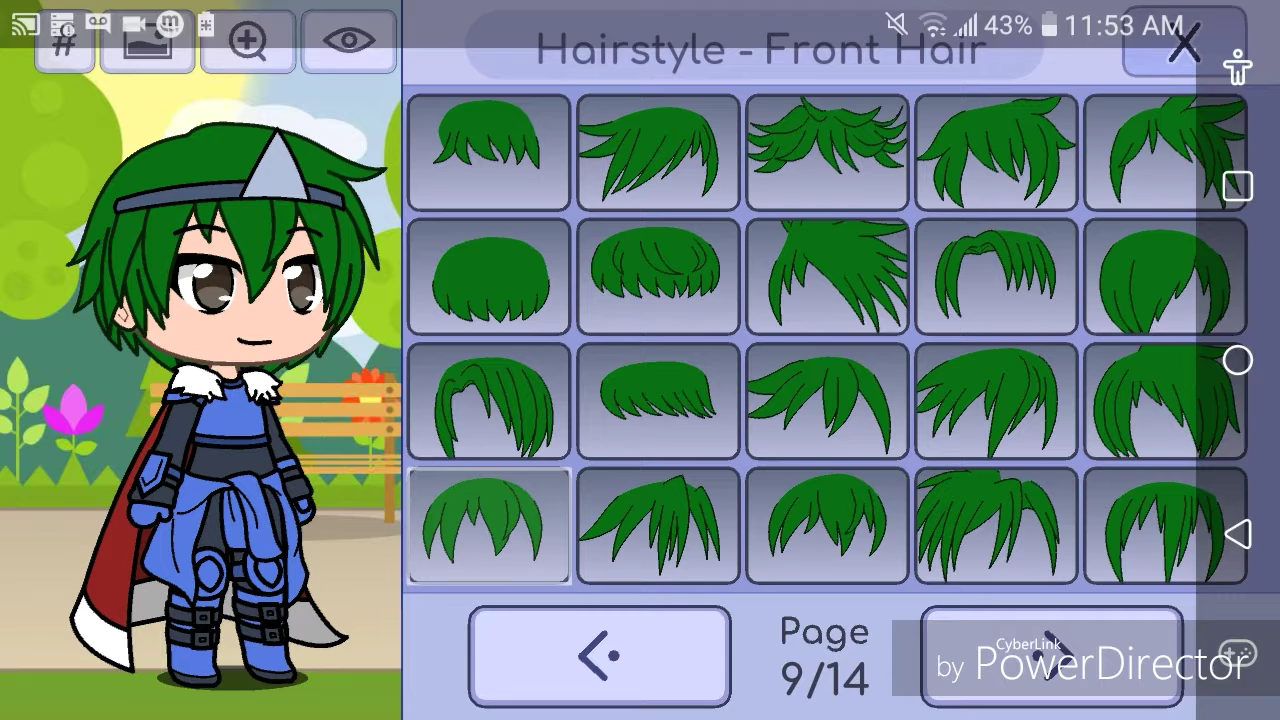 43% 11:53 AM
#
Hairstyle - Front Hair
X
Page
9/14
CyberLink
by PowerDirector